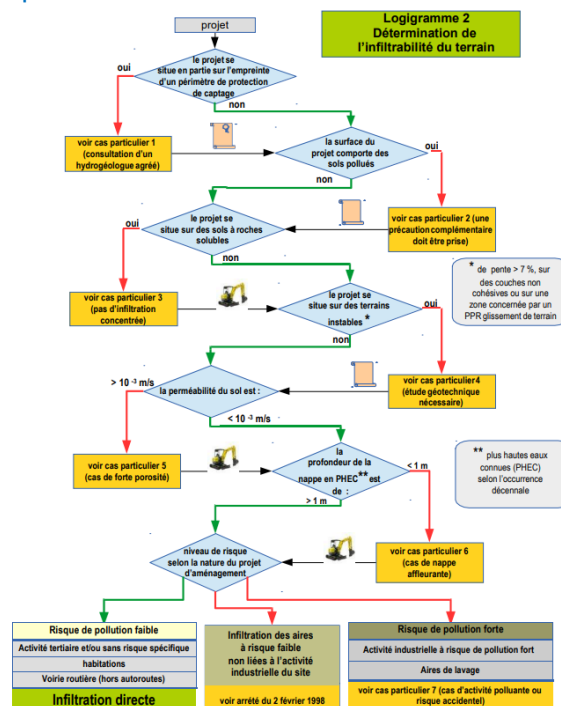 projet
Logigramme 2
Détermination de
l'infiltrabilité du terrain
le projet se
situe en partie sur l'empreinte
d'un périmètre de protection
de captage
oui
non
voir cas particulier 1
(consultation d'un
hydrogéologue agréé)
la surface du
projet comporte des
sols pollués
oui
non
le projet se
situe sur des sols à roches
solubles
oui
non
voir cas particulier 2 (une
précaution complémentaire
doit être prise)
voir cas particulier 3
(pas d'infiltration
concentrée)
le projet se
situe sur des terrains
instables *
oui
non
* de pente > 7 %, sur
des couches non
cohésives ou sur une
zone concernée par un
PPR glissement de terrain
> 10 -3 m/s
la perméabilité du sol est :
voir cas particulier4
(étude géotechnique
nécessaire)
< 10 -3 m/s
voir cas particulier 5
(cas de forte porosité)
la
profondeur de la
nappe en PHEC** est
de :
< 1 m
> 1 m
** plus hautes eaux
connues (PHEC)
selon l'occurrence
décennale
niveau de risque
selon la nature du projet
d'aménagement
voir cas particulier 6
(cas de nappe
affleurante)
Risque de pollution faible
Activité tertiaire et/ou sans risque spécifique
habitations
Voirie routière (hors autoroutes)
Infiltration directe
Infiltration des aires
à risque faible
non liées à l'activité
industrielle du site
voir arrété du 2 février 1998
Risque de pollution forte
Activité industrielle à risque de pollution fort
Aires de lavage
voir cas particulier 7 (cas d'activité polluante ou
risque accidentel)